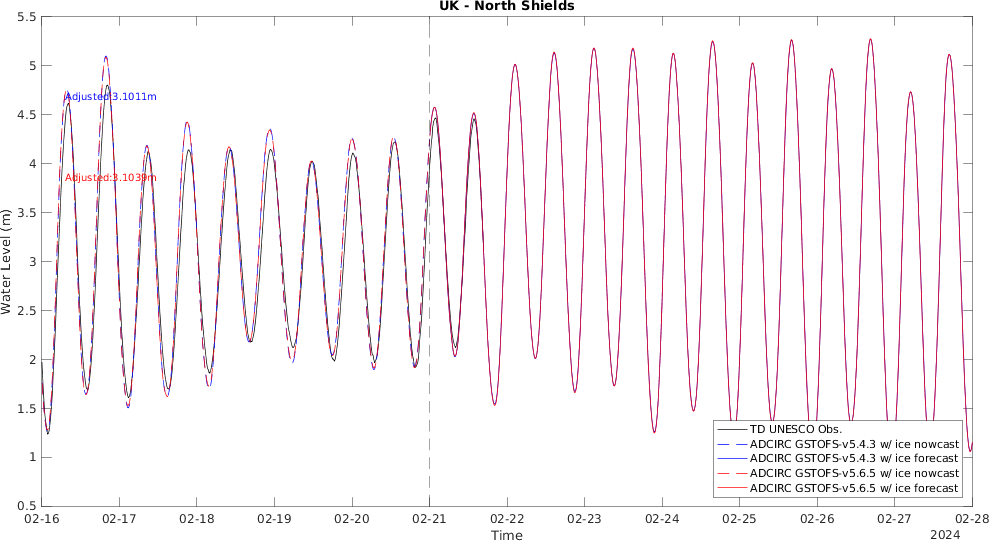 UK - North Shields
5.5
5
4.5
4
3.5
3
2.5
2
1.5
1
0.5
Water Level (m)
Adjusted:3.1011m
Adjusted:3.1039m
TD UNESCO Obs.
ADCIRC GSTOFS-v5.4.3 w/ ice nowcast
ADCIRC GSTOFS-v5.4.3 w/ ice forecast
ADCIRC GSTOFS-v5.6.5 w/ ice nowcast
ADCIRC GSTOFS-v5.6.5 w/ ice forecast
02-16 02-17 02-18 02-19 02-20 02-21 02-22 02-23 02-24 02-25 02-26 02-27 02-28
Time
2024